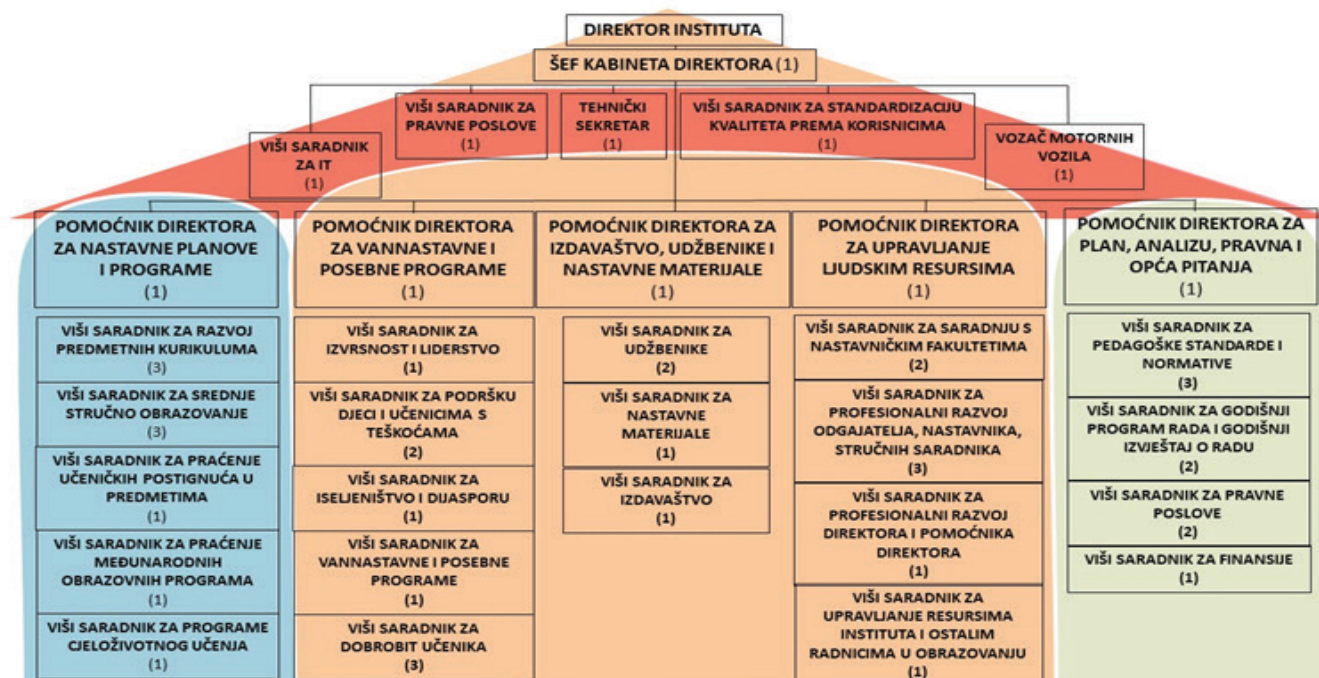 DIREKTOR INSTITUTA
ŠEF KABINETA DIREKTORA (1)
VIŠI SARADNIK
ZA IT
(1)
VIŠI SARADNIK ZA
PRAVNE POSLOVE
(1)
TEHNIČKI
SEKRETAR
(1)
VIŠI SARADNIK ZA STANDARDIZACIJU
KVALITETA PREMA KORISNICIMA
(1)
VOZAČ MOTORNIH
VOZILA
(1)
POMOĆNIK DIREKTORA
ZA NASTAVNE PLANOVE
I PROGRAME
(1)
VIŠI SARADNIK ZA RAZVOJ
PREDMETNIH KURIKULUMA
(3)
VIŠI SARADNIK ZA SREDNJE
STRUČNO OBRAZOVANJE
(3)
VIŠI SARADNIK ZA PRAĆENJE
UČENIČKIH POSTIGNUĆA U
PREDMETIMA
(1)
VIŠI SARADNIK ZA PRAĆENJE
MEĐUNARODNIH
OBRAZOVNIH PROGRAMA
(1)
VIŠI SARADNIK ZA PROGRAME
CJELOŽIVOTNOG UČENJA
(1)
POMOĆNIK DIREKTORA
ZA VANNASTAVNE I
POSEBNE PROGRAME
(1)
VIŠI SARADNIK ZA
IZVRSNOST I LIDERSTVO
(1)
VIŠI SARADNIK ZA PODRŠKU
DJECI I UČENICIMA S
TEŠKOĆAMA
(2)
VIŠI SARADNIK ZA
ISELJENIŠTVO I DIJASPORU
(1)
VIŠI SARADNIK ZA
VANNASTAVNE I POSEBNE
PROGRAME
(1)
VIŠI SARADNIK ZA
DOBROBIT UČENIKA
(3)
POMOĆNIK DIREKTORA ZA
IZDAVAŠTVO, UDŽBENIKE I
NASTAVNE MATERIJALE
(1)
VIŠI SARADNIK ZA
UDŽBENIKE
(2)
VIŠI SARADNIK ZA
NASTAVNE
MATERIJALE
(1)
VIŠI SARADNIK ZA
IZDAVAŠTVO
(1)
POMOĆNIK DIREKTORA
ZA UPRAVLJANJE
LJUDSKIM RESURSIMA
(1)
VIŠI SARADNIK ZA SARADNJU S
NASTAVNIČKIM FAKULTETIMA
(2)
VIŠI SARADNIK ZA
PROFESIONALNI RAZVOJ
ODGAJATELJA, NASTAVNIKA,
STRUČNIH SARADNIKA
(3)
VIŠI SARADNIK ZA
PROFESIONALNI RAZVOJ
DIREKTORA I POMOĆNIKA
DIREKTORA
(1)
VIŠI SARADNIK ZA
UPRAVLJANJE RESURSIMA
INSTITUTA I OSTALIM
RADNICIMA U OBRAZOVANJU
(1)
POMOĆNIK DIREKTORA ZA
PLAN, ANALIZU, PRAVNA I
OPĆA PITANJA
(1)
VIŠI SARADNIK ZA
PEDAGOŠKE STANDARDE I
NORMATIVE
(3)
VIŠI SARADNIK ZA GODIŠNJI
PROGRAM RADA I GODIŠNJI
IZVJEŠTAJ O RADU
(2)
VIŠI SARADNIK ZA PRAVNE
POSLOVE
(2)
VIŠI SARADNIK ZA FINANSIJE
(1)